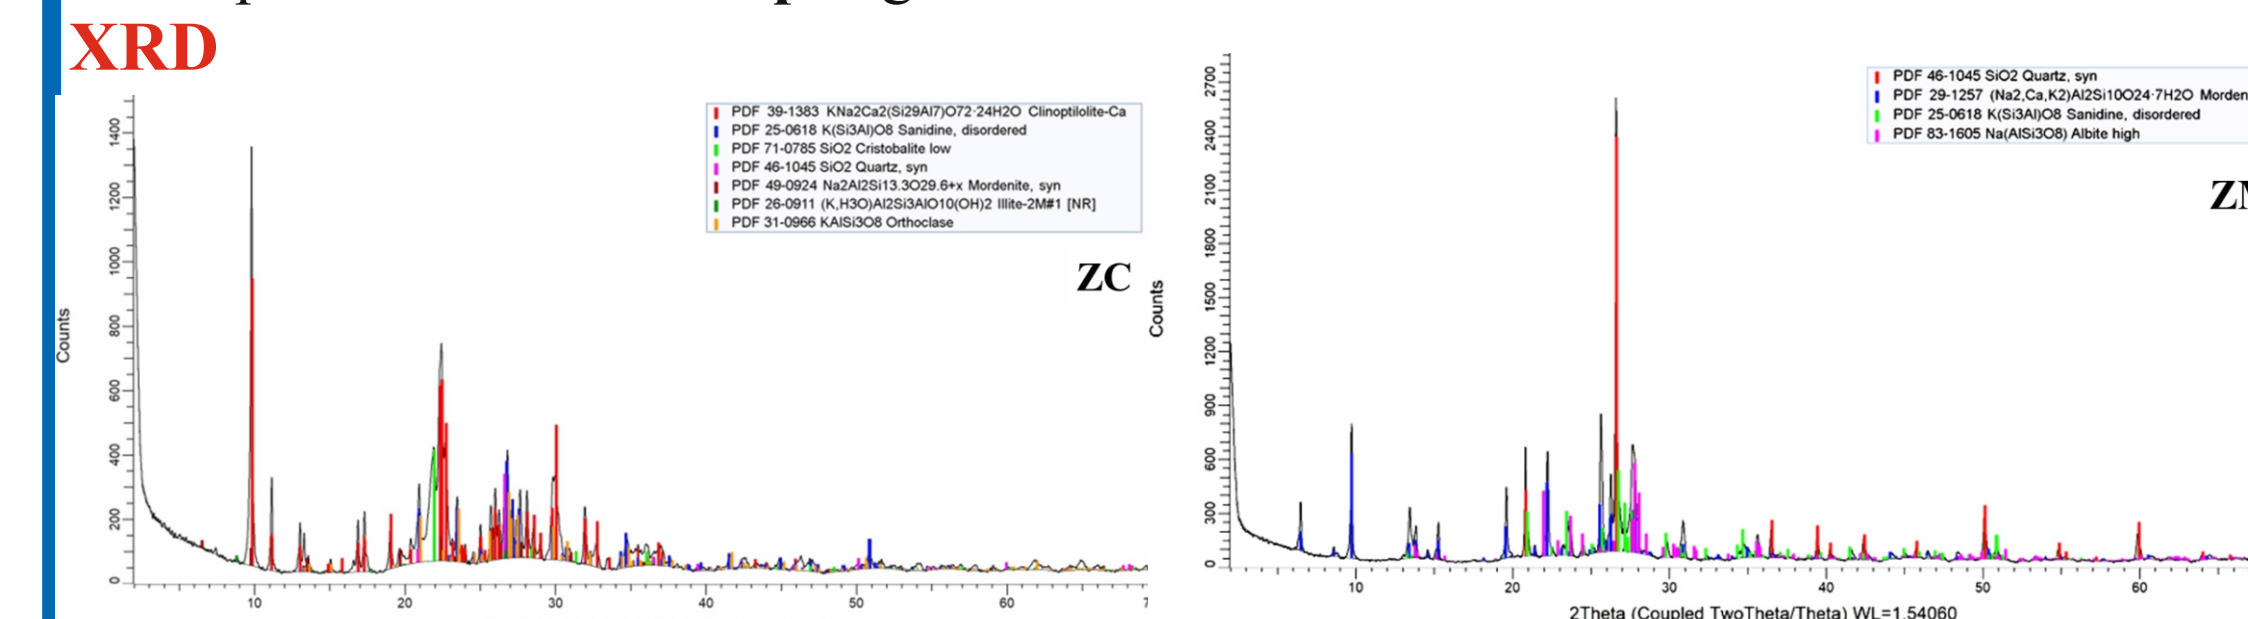 XRD
PDF 39-1383 KNa2Ca2(Si29Al7)O72·24H2O Clinoptilolite-Ca
PDF 25-0618 K(Si3Al)O8 Sanidine, disordered
PDF 71-0785 SiO2 Cristobalite low
PDF 46-1045 SiO2 Quartz, syn
PDF 49-0924 Na2Al2Si13.3O29.6+x Mordenite, syn
PDF 26-0911 (K,H3O)Al2Si3AlO10(OH)2 Illite-2M#1 [NR]
PDF 31-0966 KAlSi3O8 Orthoclase
ZC
Counts
1400
1200
1000
800
600
400
200
0
10 20 30 40 50 60
PDF 46-1045 SiO2 Quartz, syn
PDF 29-1257 (Na2,Ca,K2)Al2Si10O24·7H2O Morden
PDF 25-0618 K(Si3Al)O8 Sanidine, disordered
PDF 83-1605 Na(AlSi3O8) Albite high
Counts
2700
2400
2100
1800
1500
1200
900
600
300
0
10 20 30 40 50 60
2Theta (Coupled TwoTheta/Theta) WL=1.54060